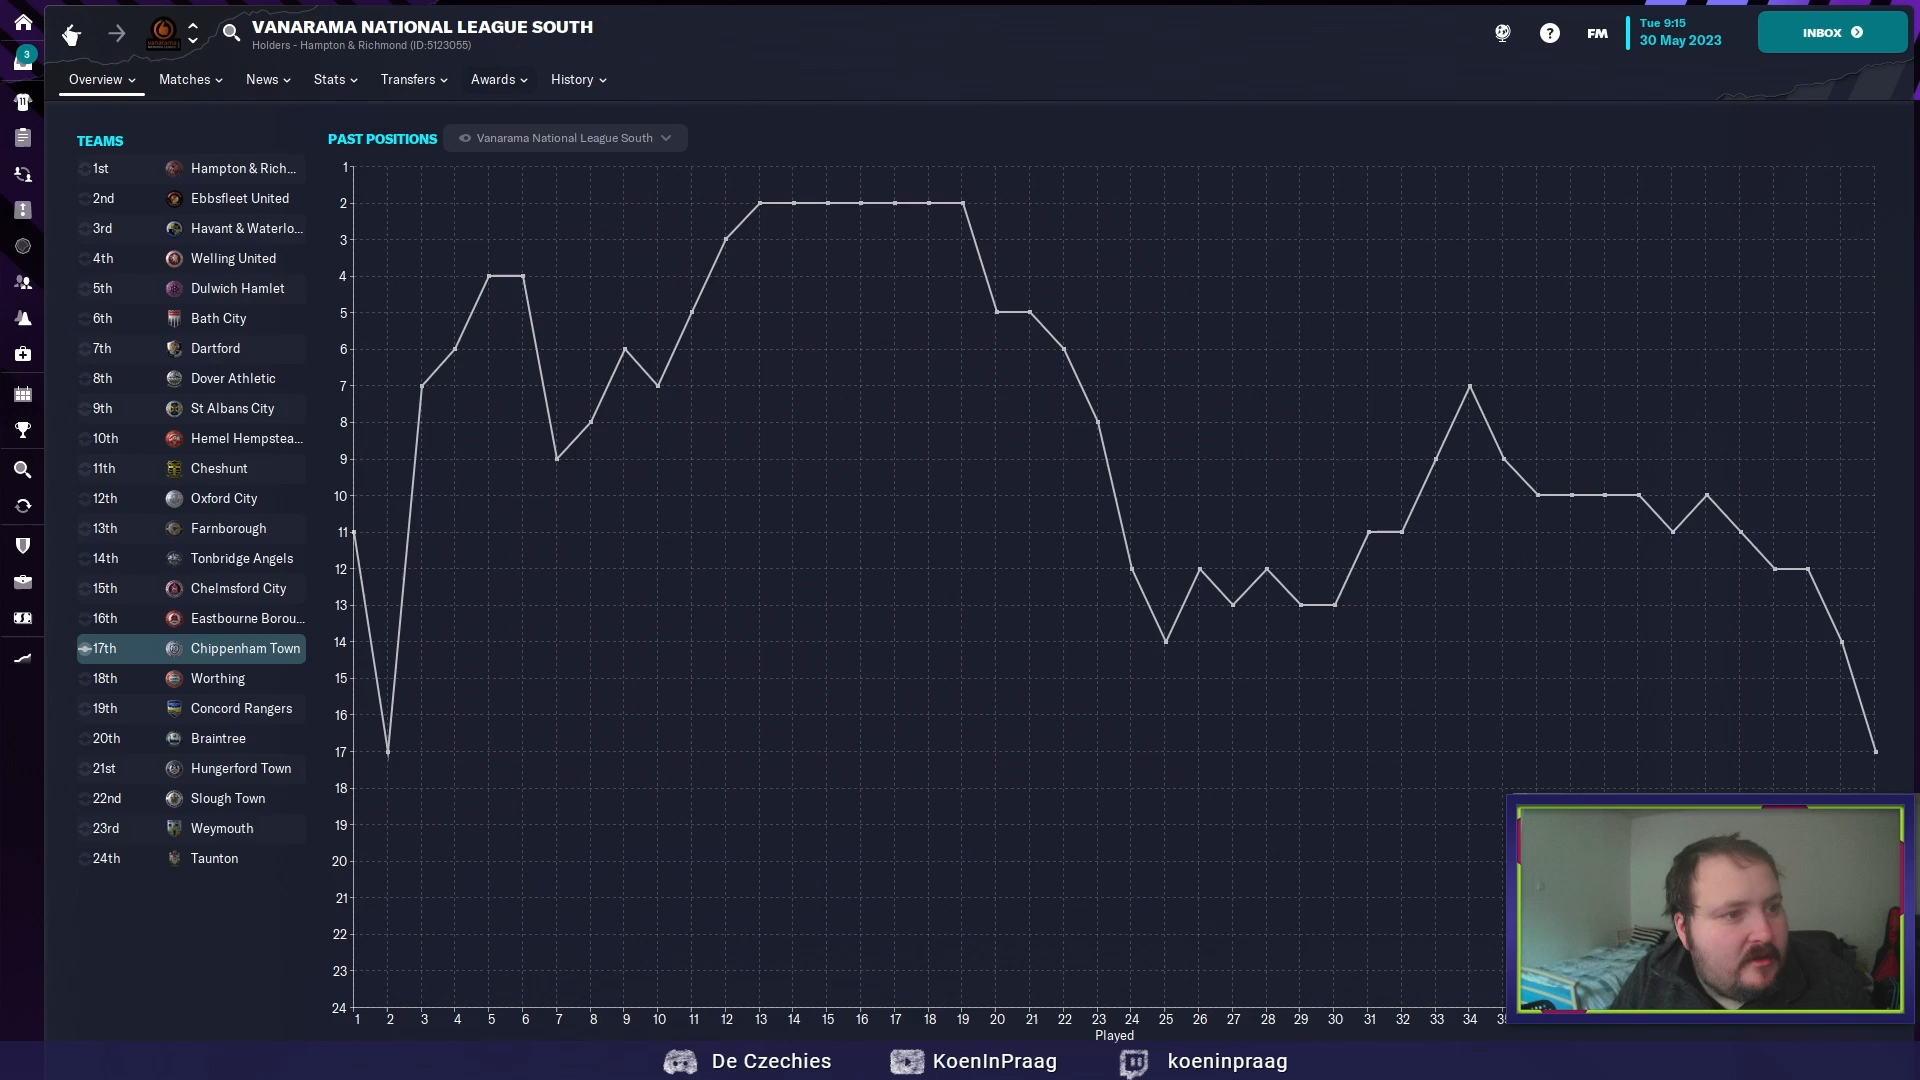 VANARAMA NATIONAL LEAGUE SOUTH
Holders - Hampton & Richmond (ID:5123055)
FM
Tue 9:15
30 May 2023
INBOX
3
Overview
Matches
News
Stats
Transfers
Awards
History
TEAMS
PAST POSITIONS
Vanarama National League South
1st Hampton & Rich...
2nd Ebbsfleet United
3rd Havant & Waterlo...
4th Welling United
5th Dulwich Hamlet
6th Bath City
7th Dartford
8th Dover Athletic
9th St Albans City
10th Hemel Hempstea...
11th Cheshunt
12th Oxford City
13th Farnborough
14th Tonbridge Angels
15th Chelmsford City
16th Eastbourne Borou...
17th Chippenham Town
18th Worthing
19th Concord Rangers
20th Braintree
21st Hungerford Town
22nd Slough Town
23rd Weymouth
24th Taunton
1
2
3
4
5
6
7
8
9
10
11
12
13
14
15
16
17
18
19
20
21
22
23
24
1 2 3 4 5 6 7 8 9 10 11 12 13 14 15 16 17 18 19 20 21 22 23 24 25 26 27 28 29 30 31 32 33 34
Played
De Czechies
KoenInPraag
koeninpraag